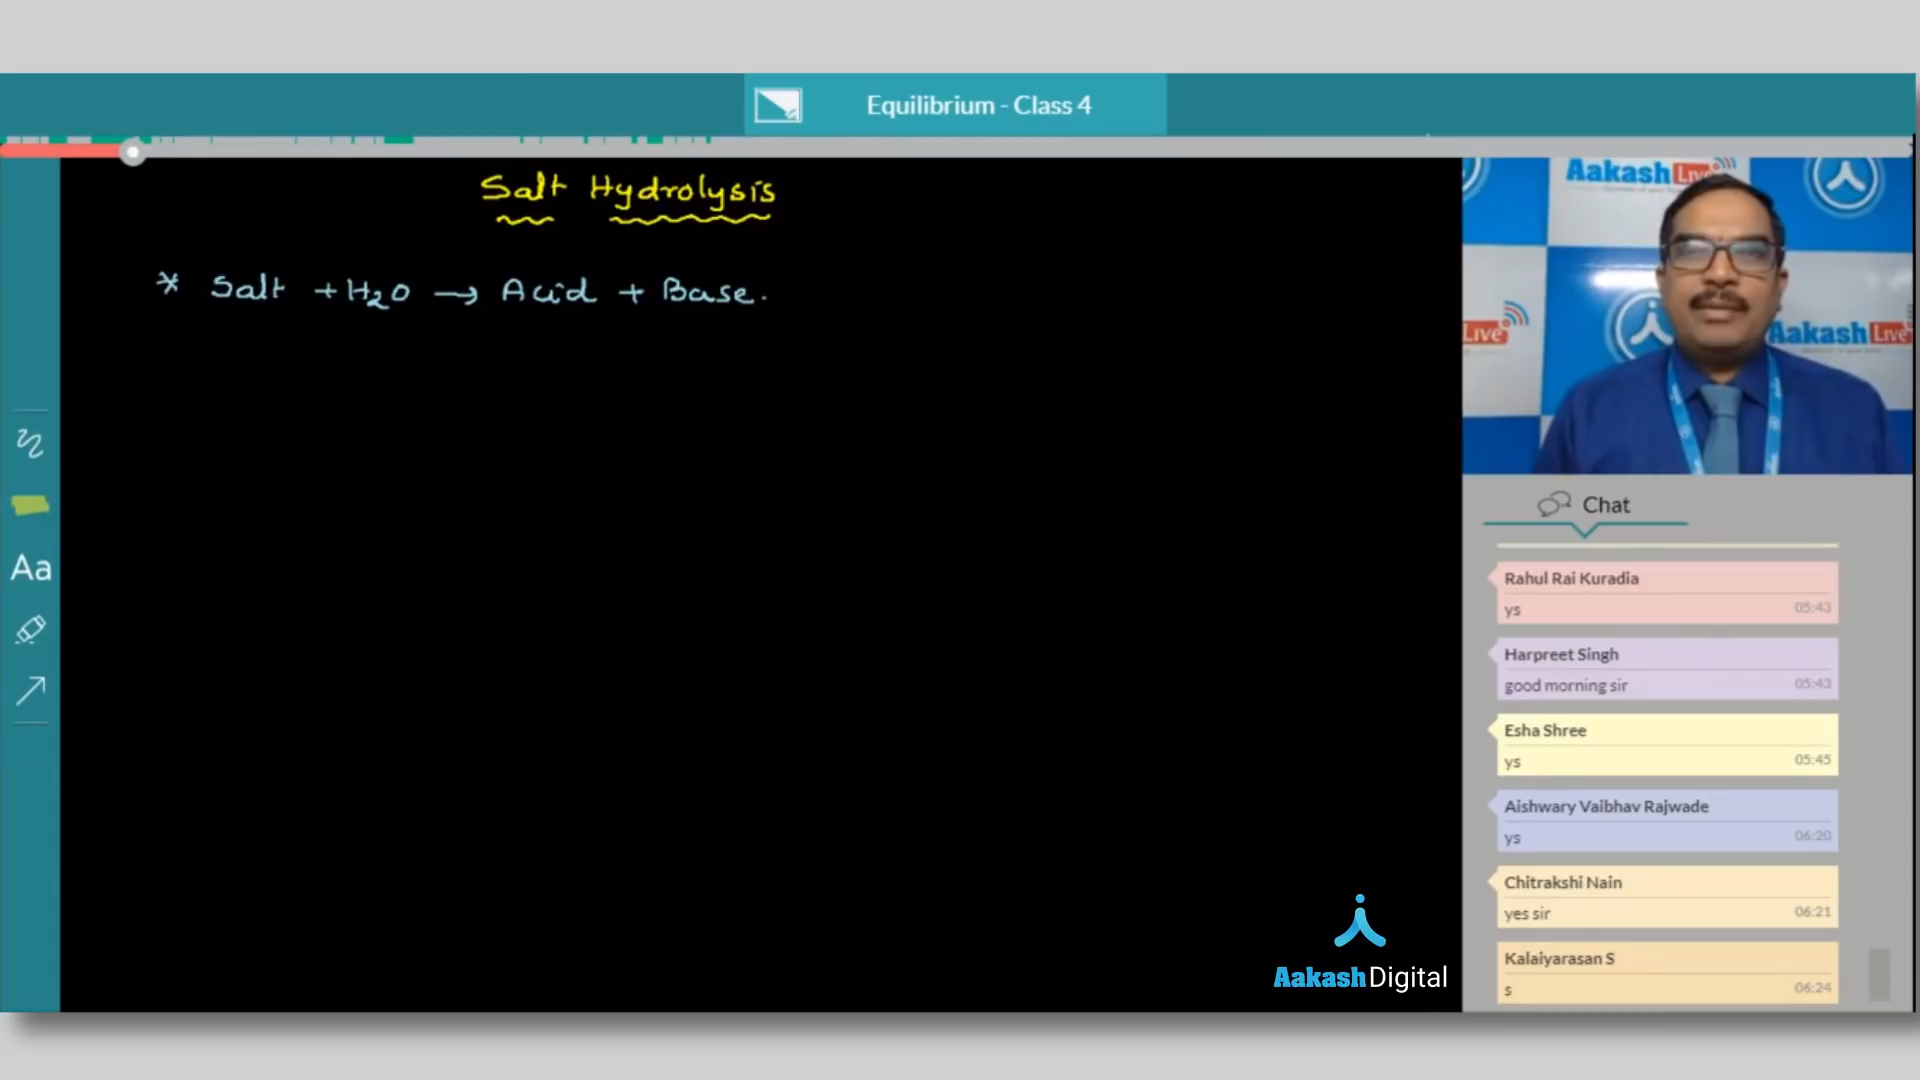 Equilibrium - Class 4
Salt Hydrolysis
* Salt + H₂O → Acid + Base.
Aa
Aakash Digital
Aakash Live
Live
Aakash Live
Chat
Rahul Rai Kuradia
ys 05:43
Harpreet Singh
good morning sir 05:43
Esha Shree
ys 05:45
Aishwary Vaibhav Rajwade
ys 06:20
Chitrakshi Nain
yes sir 06:21
Kalaiyarasan S
s 06:24